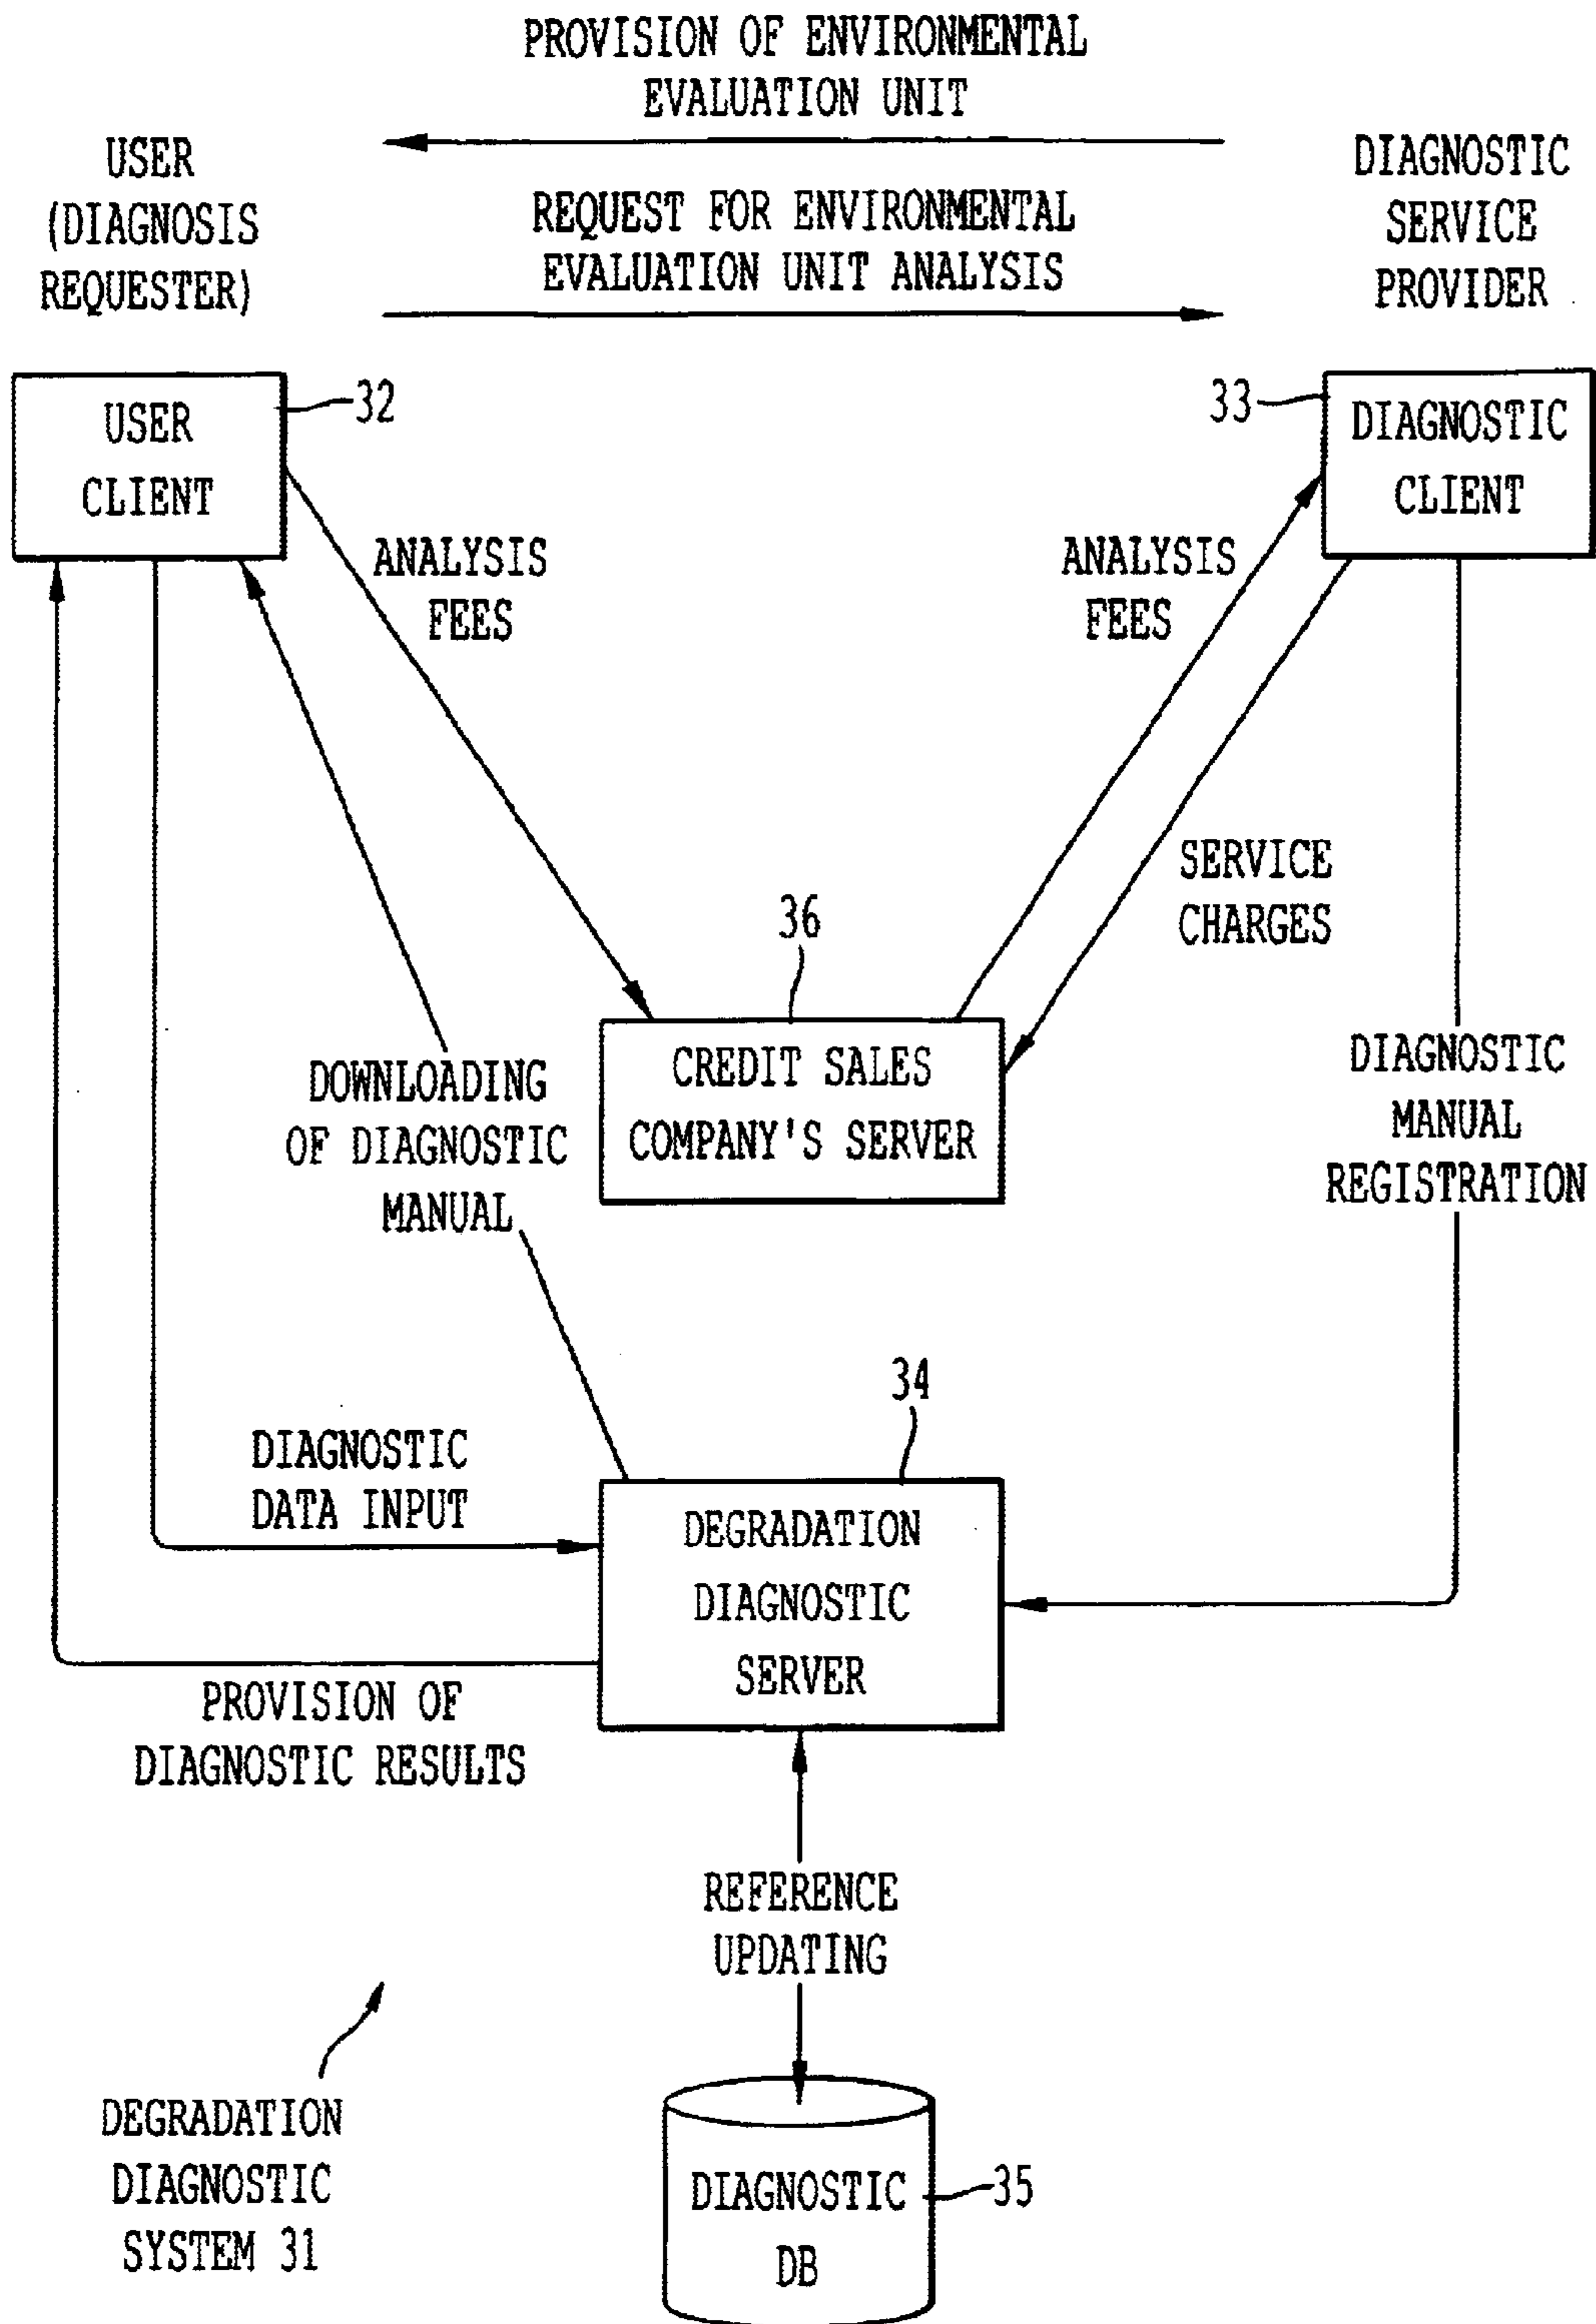 PROVISION OF ENVIRONMENTAL
EVALUATION UNIT
USER
(DIAGNOSIS
REQUESTER)
REQUEST FOR ENVIRONMENTAL
EVALUATION UNIT ANALYSIS
DIAGNOSTIC
SERVICE
PROVIDER
USER
CLIENT
32
33
DIAGNOSTIC
CLIENT
ANALYSIS
FEES
ANALYSIS
FEES
SERVICE
CHARGES
36
CREDIT SALES
COMPANY'S SERVER
DOWNLOADING
OF DIAGNOSTIC
MANUAL
DIAGNOSTIC
MANUAL
REGISTRATION
34
DIAGNOSTIC
DATA INPUT
DEGRADATION
DIAGNOSTIC
SERVER
PROVISION OF
DIAGNOSTIC RESULTS
REFERENCE
UPDATING
DEGRADATION
DIAGNOSTIC
SYSTEM 31
DIAGNOSTIC
DB
35